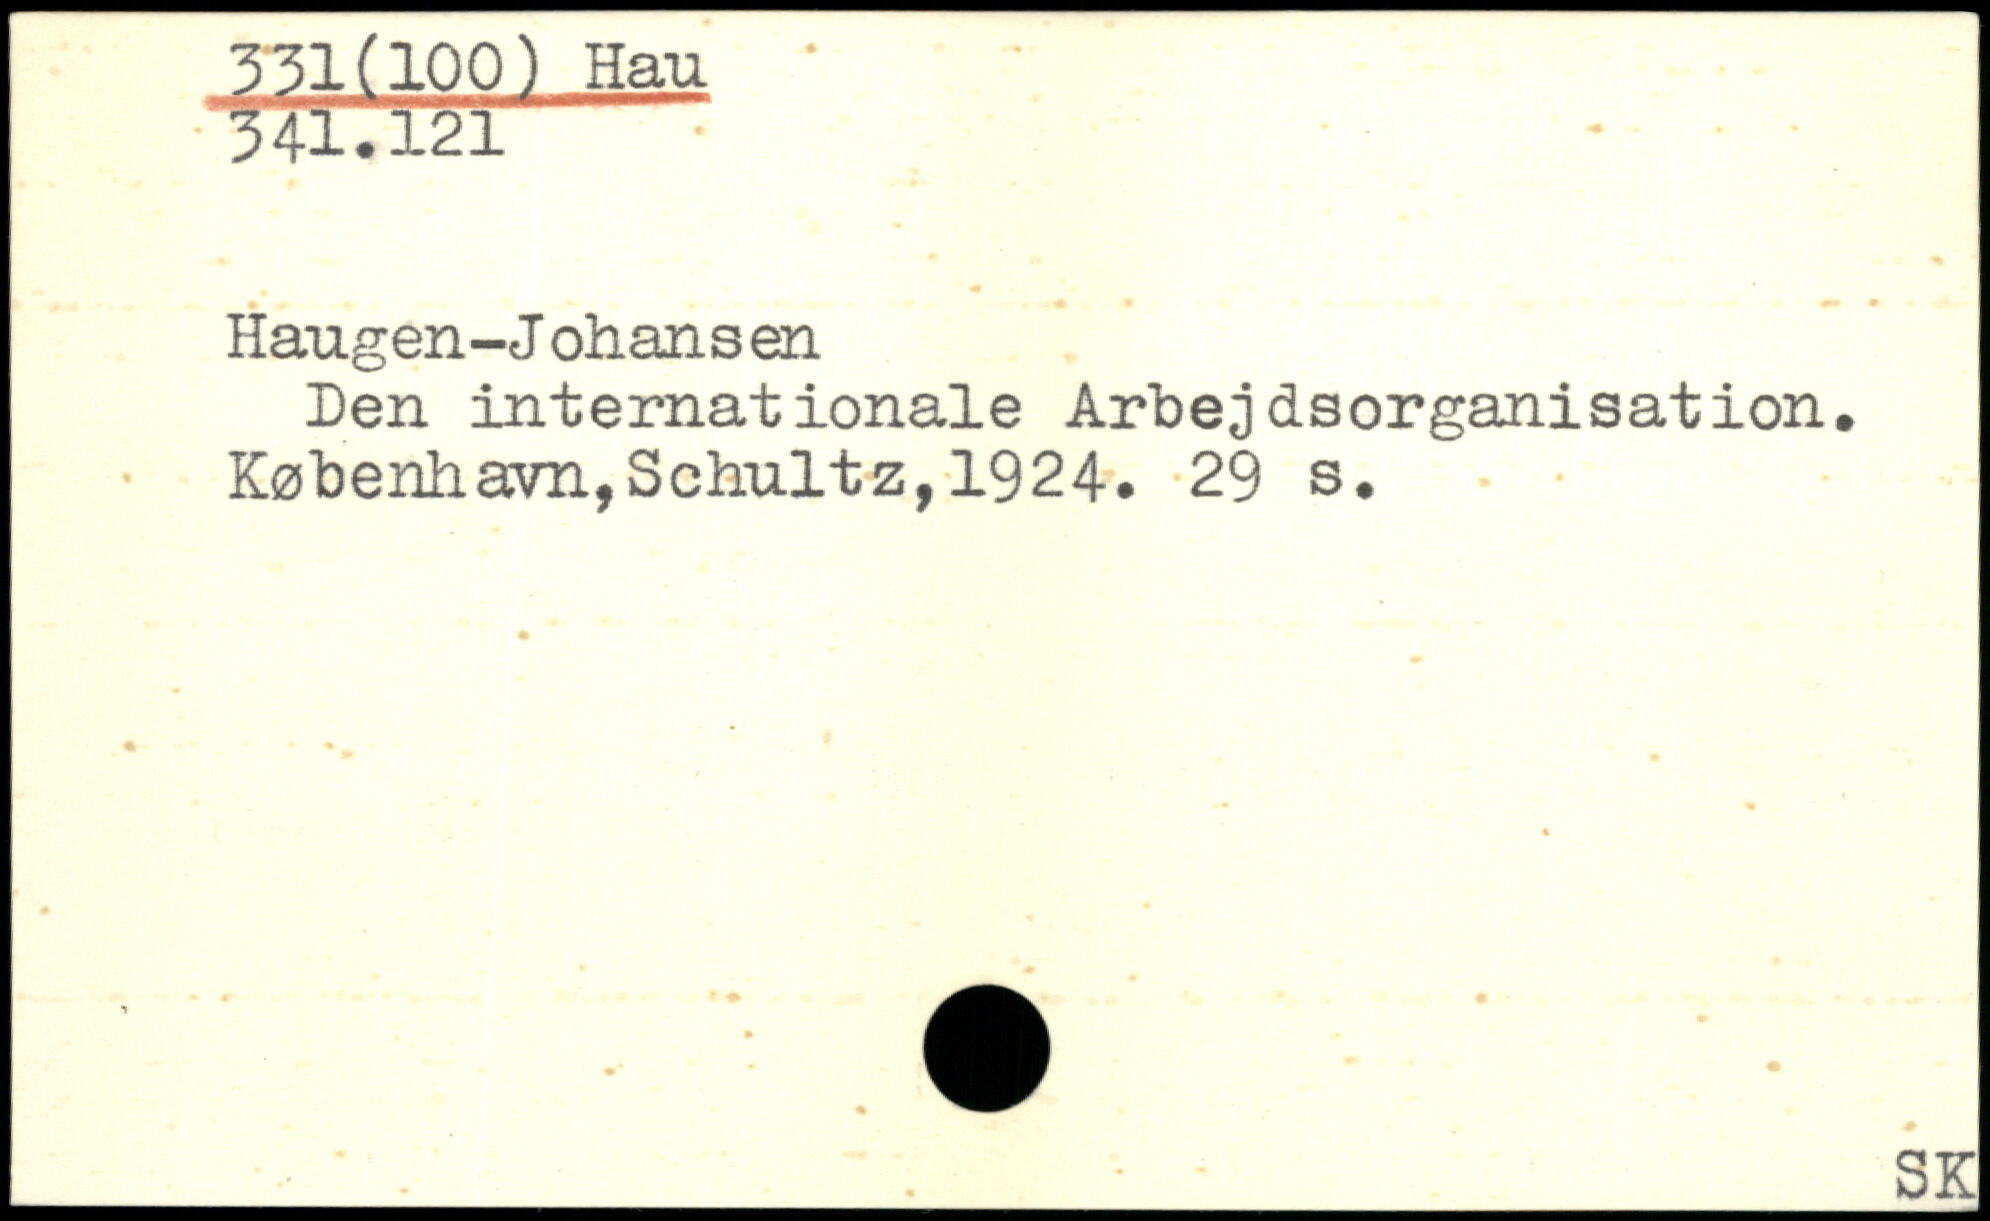 331(100) Hau
341.121
Haugen-Johansen
Den internationale Arbejdsorganisation.
København,Schultz,1924. 29 s.
SK